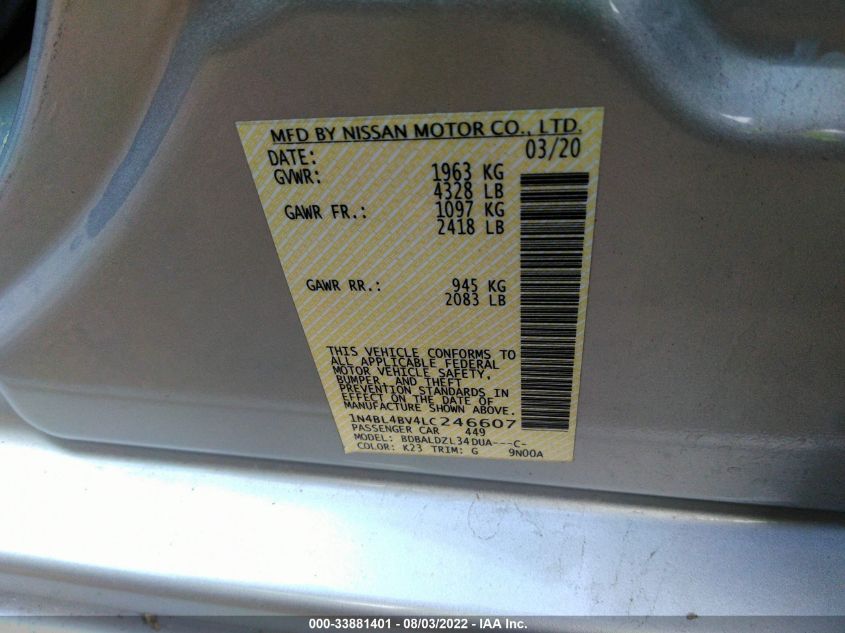 MFD BY NISSAN MOTOR CO., LTD.
DATE: 03/20
GVWR: 1963 KG
4328 LB
GAWR FR.: 1097 KG
2418 LB
GAWR RR.: 945 KG
2083 LB
THIS VEHICLE CONFORMS TO
ALL APPLICABLE FEDERAL
MOTOR VEHICLE SAFETY,
BUMPER, AND THEFT
PREVENTION STANDARDS IN
EFFECT ON THE DATE OF
MANUFACTURE SHOWN ABOVE.
1N4BL4BV4LC246607
PASSENGER CAR 449
MODEL: BDBALDZL34DUA---C-
COLOR: K23 TRIM: G 9N00A
000-33881401 - 08/03/2022 - IAA Inc.